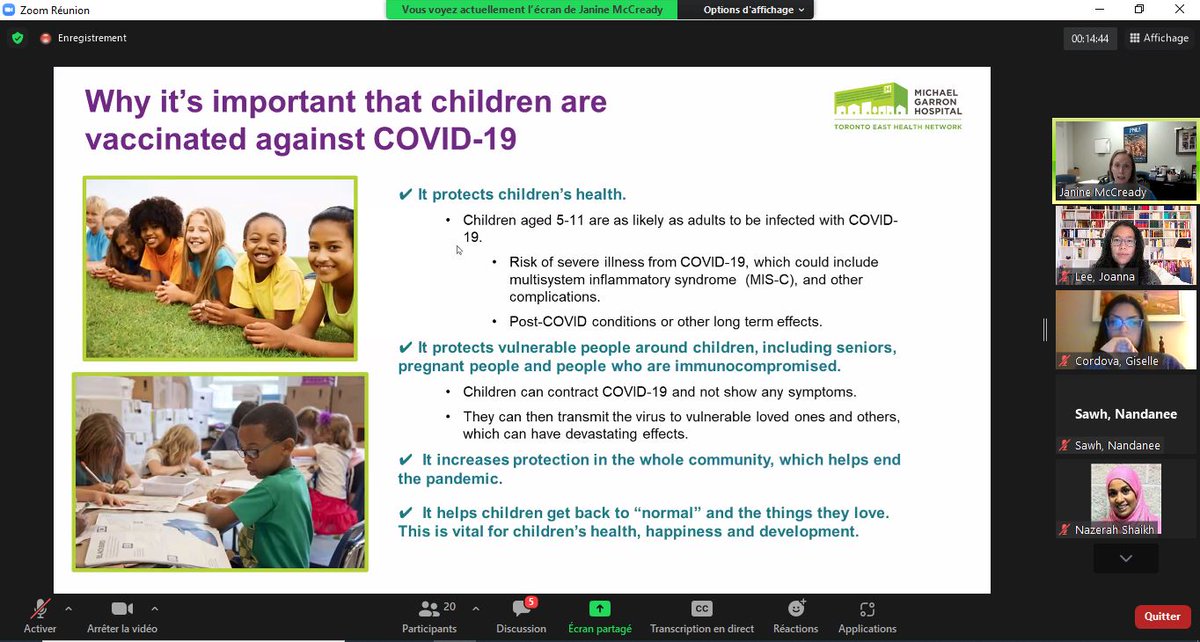 Zoom Réunion
Vous voyez actuellement l'écran de Janine McCready
Options d'affichage
Enregistrement
00:14:44
Affichage
Why it's important that children are
vaccinated against COVID-19
MICHAEL
GARRON
HOSPITAL
TORONTO EAST HEALTH NETWORK
✔ It protects children's health.
• Children aged 5-11 are as likely as adults to be infected with COVID-
19.
• Risk of severe illness from COVID-19, which could include
multisystem inflammatory syndrome (MIS-C), and other
complications.
• Post-COVID conditions or other long term effects.
✔ It protects vulnerable people around children, including seniors,
pregnant people and people who are immunocompromised.
• Children can contract COVID-19 and not show any symptoms.
• They can then transmit the virus to vulnerable loved ones and others,
which can have devastating effects.
✔ It increases protection in the whole community, which helps end
the pandemic.
✔ It helps children get back to “normal” and the things they love.
This is vital for children's health, happiness and development.
Janine McCready
Lee, Joanna
Cordova, Giselle
Sawh, Nandanee
Sawh, Nandanee
Nazerah Shaikh
Activer
Arrêter la vidéo
20
Participants
5
Discussion
Écran partagé
CC
Transcription en direct
Réactions
Applications
Quitter